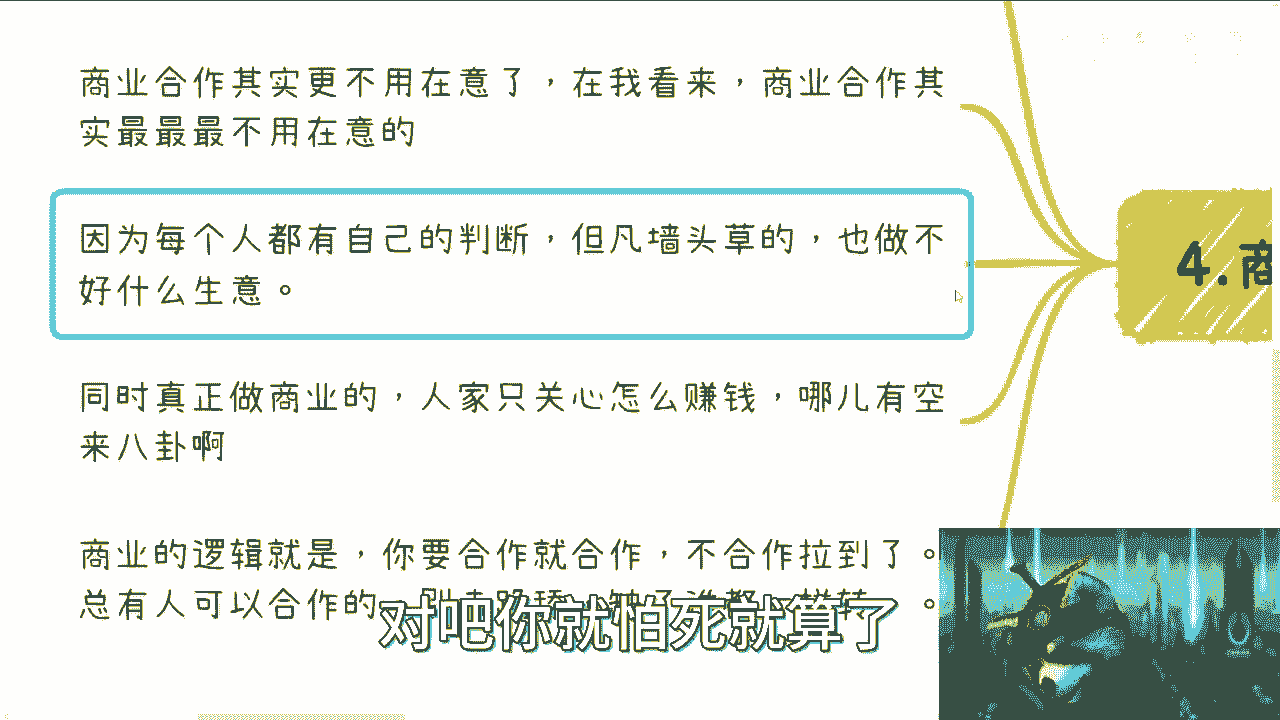 商业合作其实更不用在意了，在我看来，商业合作其
实最最最不用在意的
因为每个人都有自己的判断，但凡墙头草的，也做不
好什么生意。
4.商
同时真正做商业的，人家只关心怎么赚钱，哪儿有空
来八卦啊
商业的逻辑就是，你要合作就合作，不合作拉到了。
总有人可以合作的
对吧你就怕死就算了